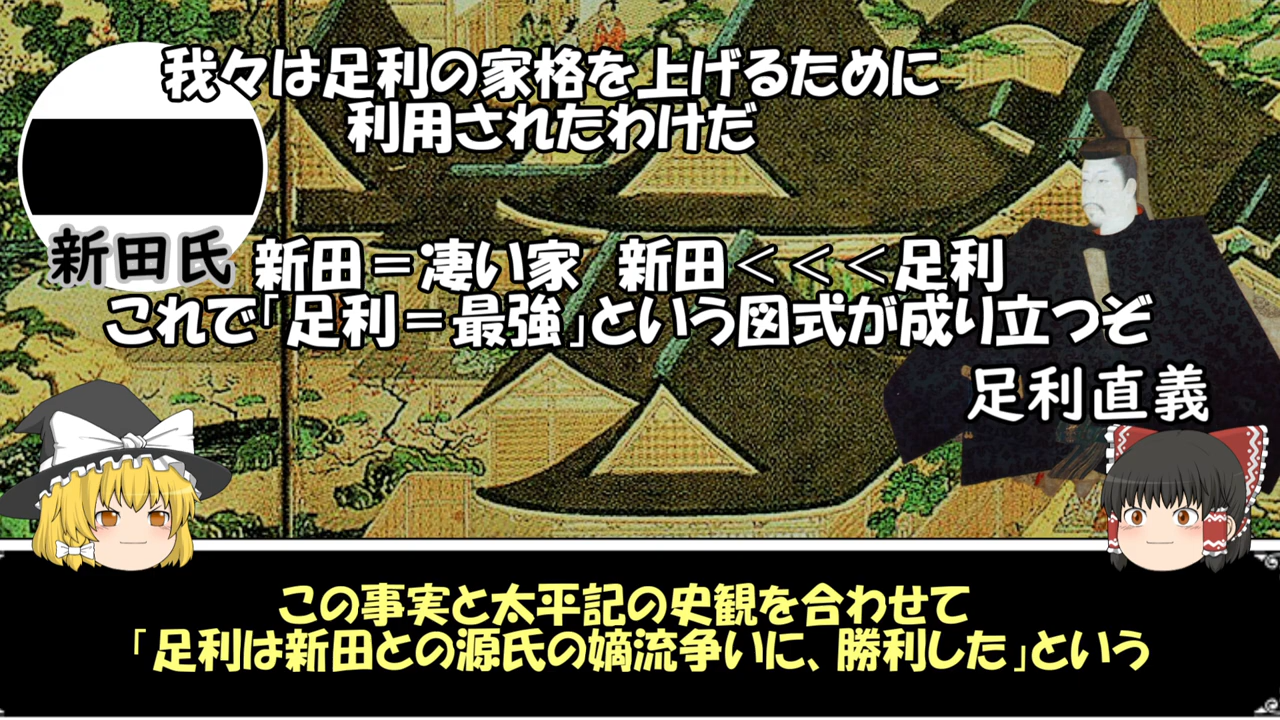 我々は足利の家格を上げるために
利用されたわけだ
新田氏
新田＝凄い家　新田＜＜＜足利
これで「足利＝最強」という図式が成り立つぞ
足利直義
この事実と太平記の史観を合わせて
「足利は新田との源氏の嫡流争いに、勝利した」という